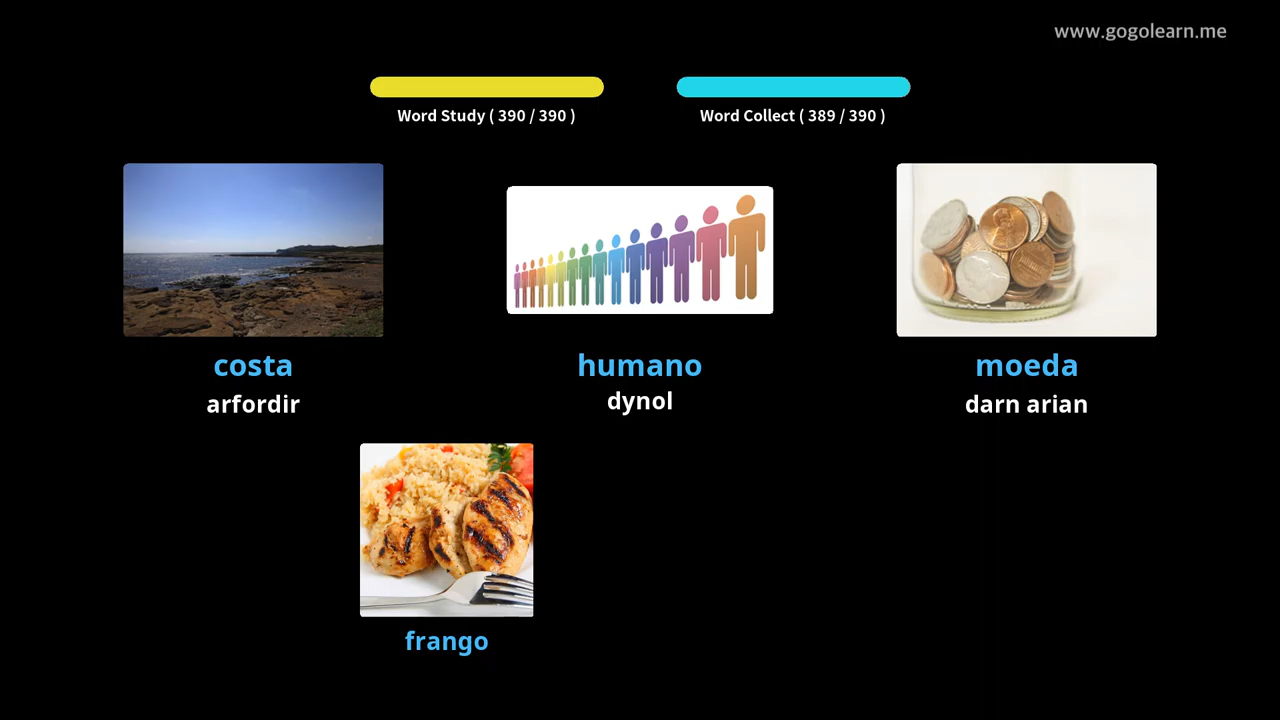 www.gogolearn.me
Word Study ( 390 / 390 )
Word Collect ( 389 / 390 )
costa
humano
moeda
arfordir
dynol
darn arian
frango